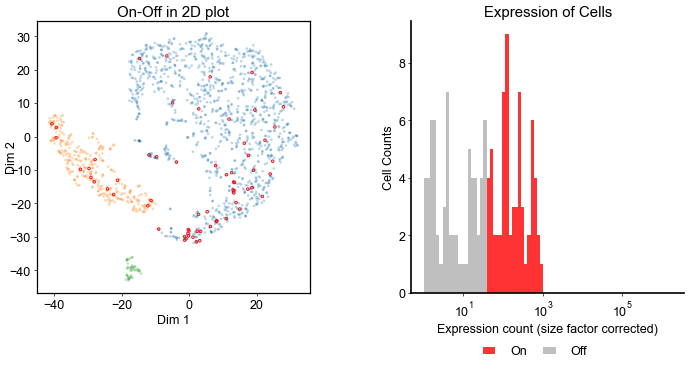 On-Off in 2D plot
30
20
10
0
−10
−20
−30
−40
Dim 2
−40 −20 0 20
Dim 1
Expression of Cells
8
6
4
2
0
Cell Counts
10^1 10^3 10^5
Expression count (size factor corrected)
On Off